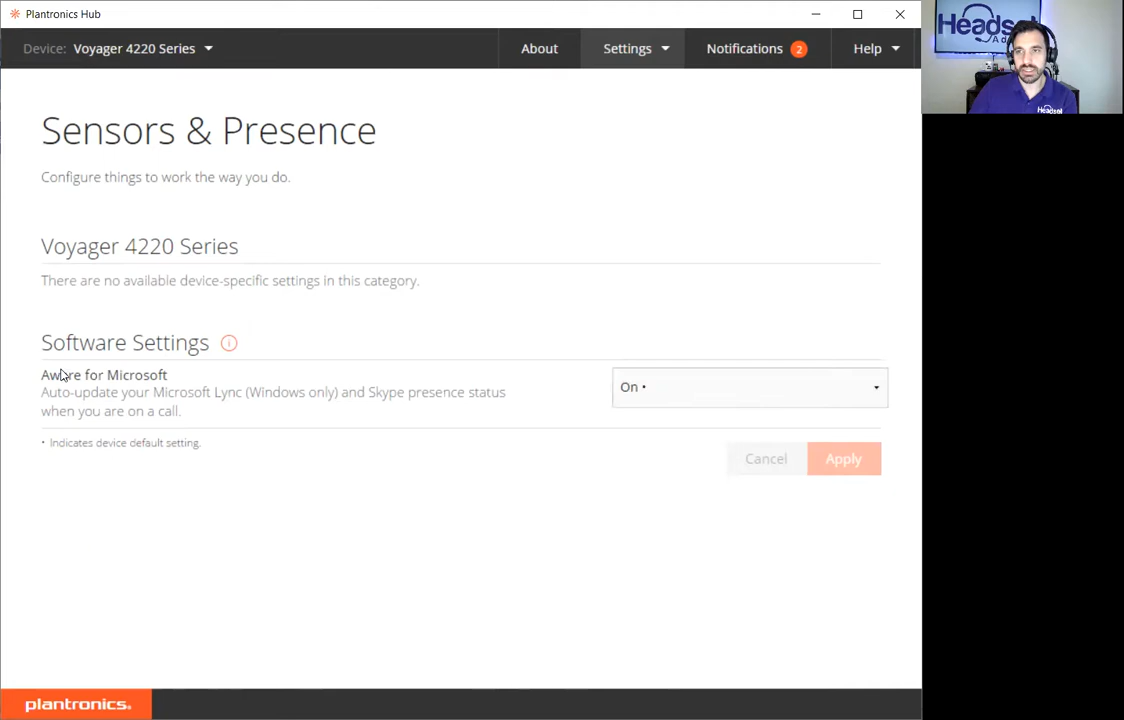 Plantronics Hub
Device: Voyager 4220 Series
About
Settings
Notifications 2
Help
Sensors & Presence
Configure things to work the way you do.
Voyager 4220 Series
There are no available device-specific settings in this category.
Software Settings
Aware for Microsoft
Auto-update your Microsoft Lync (Windows only) and Skype presence status
when you are on a call.
On •
• Indicates device default setting.
Cancel
Apply
plantronics.
Headset
Headset